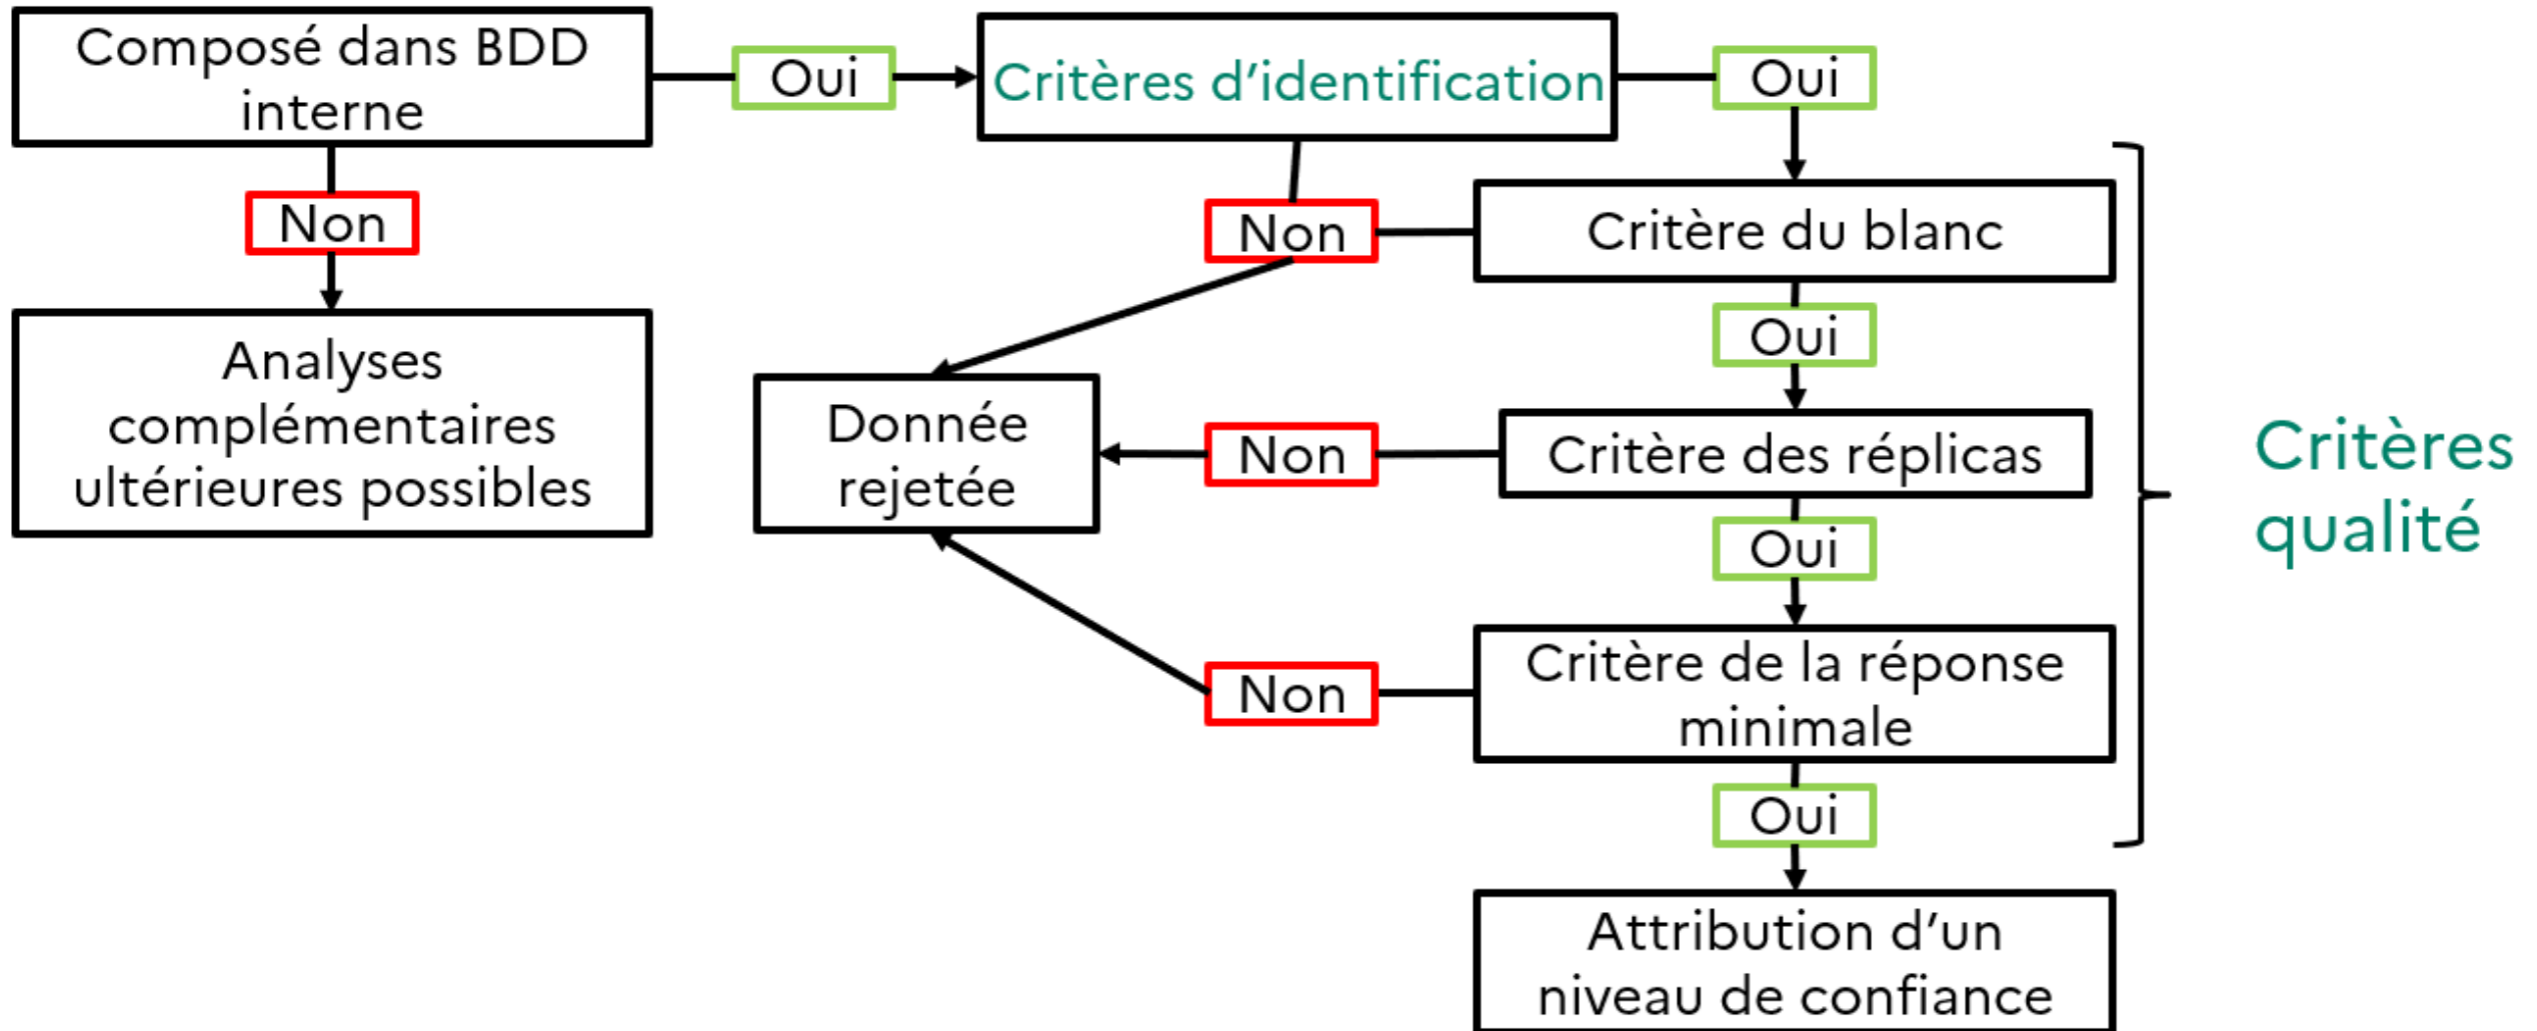 Composé dans BDD
interne
Oui
Critères d'identification
Oui
Non
Analyses
complémentaires
ultérieures possibles
Non
Critère du blanc
Oui
Donnée
rejetée
Non
Critère des réplicas
Oui
Non
Critère de la réponse
minimale
Oui
Attribution d'un
niveau de confiance
Critères
qualité